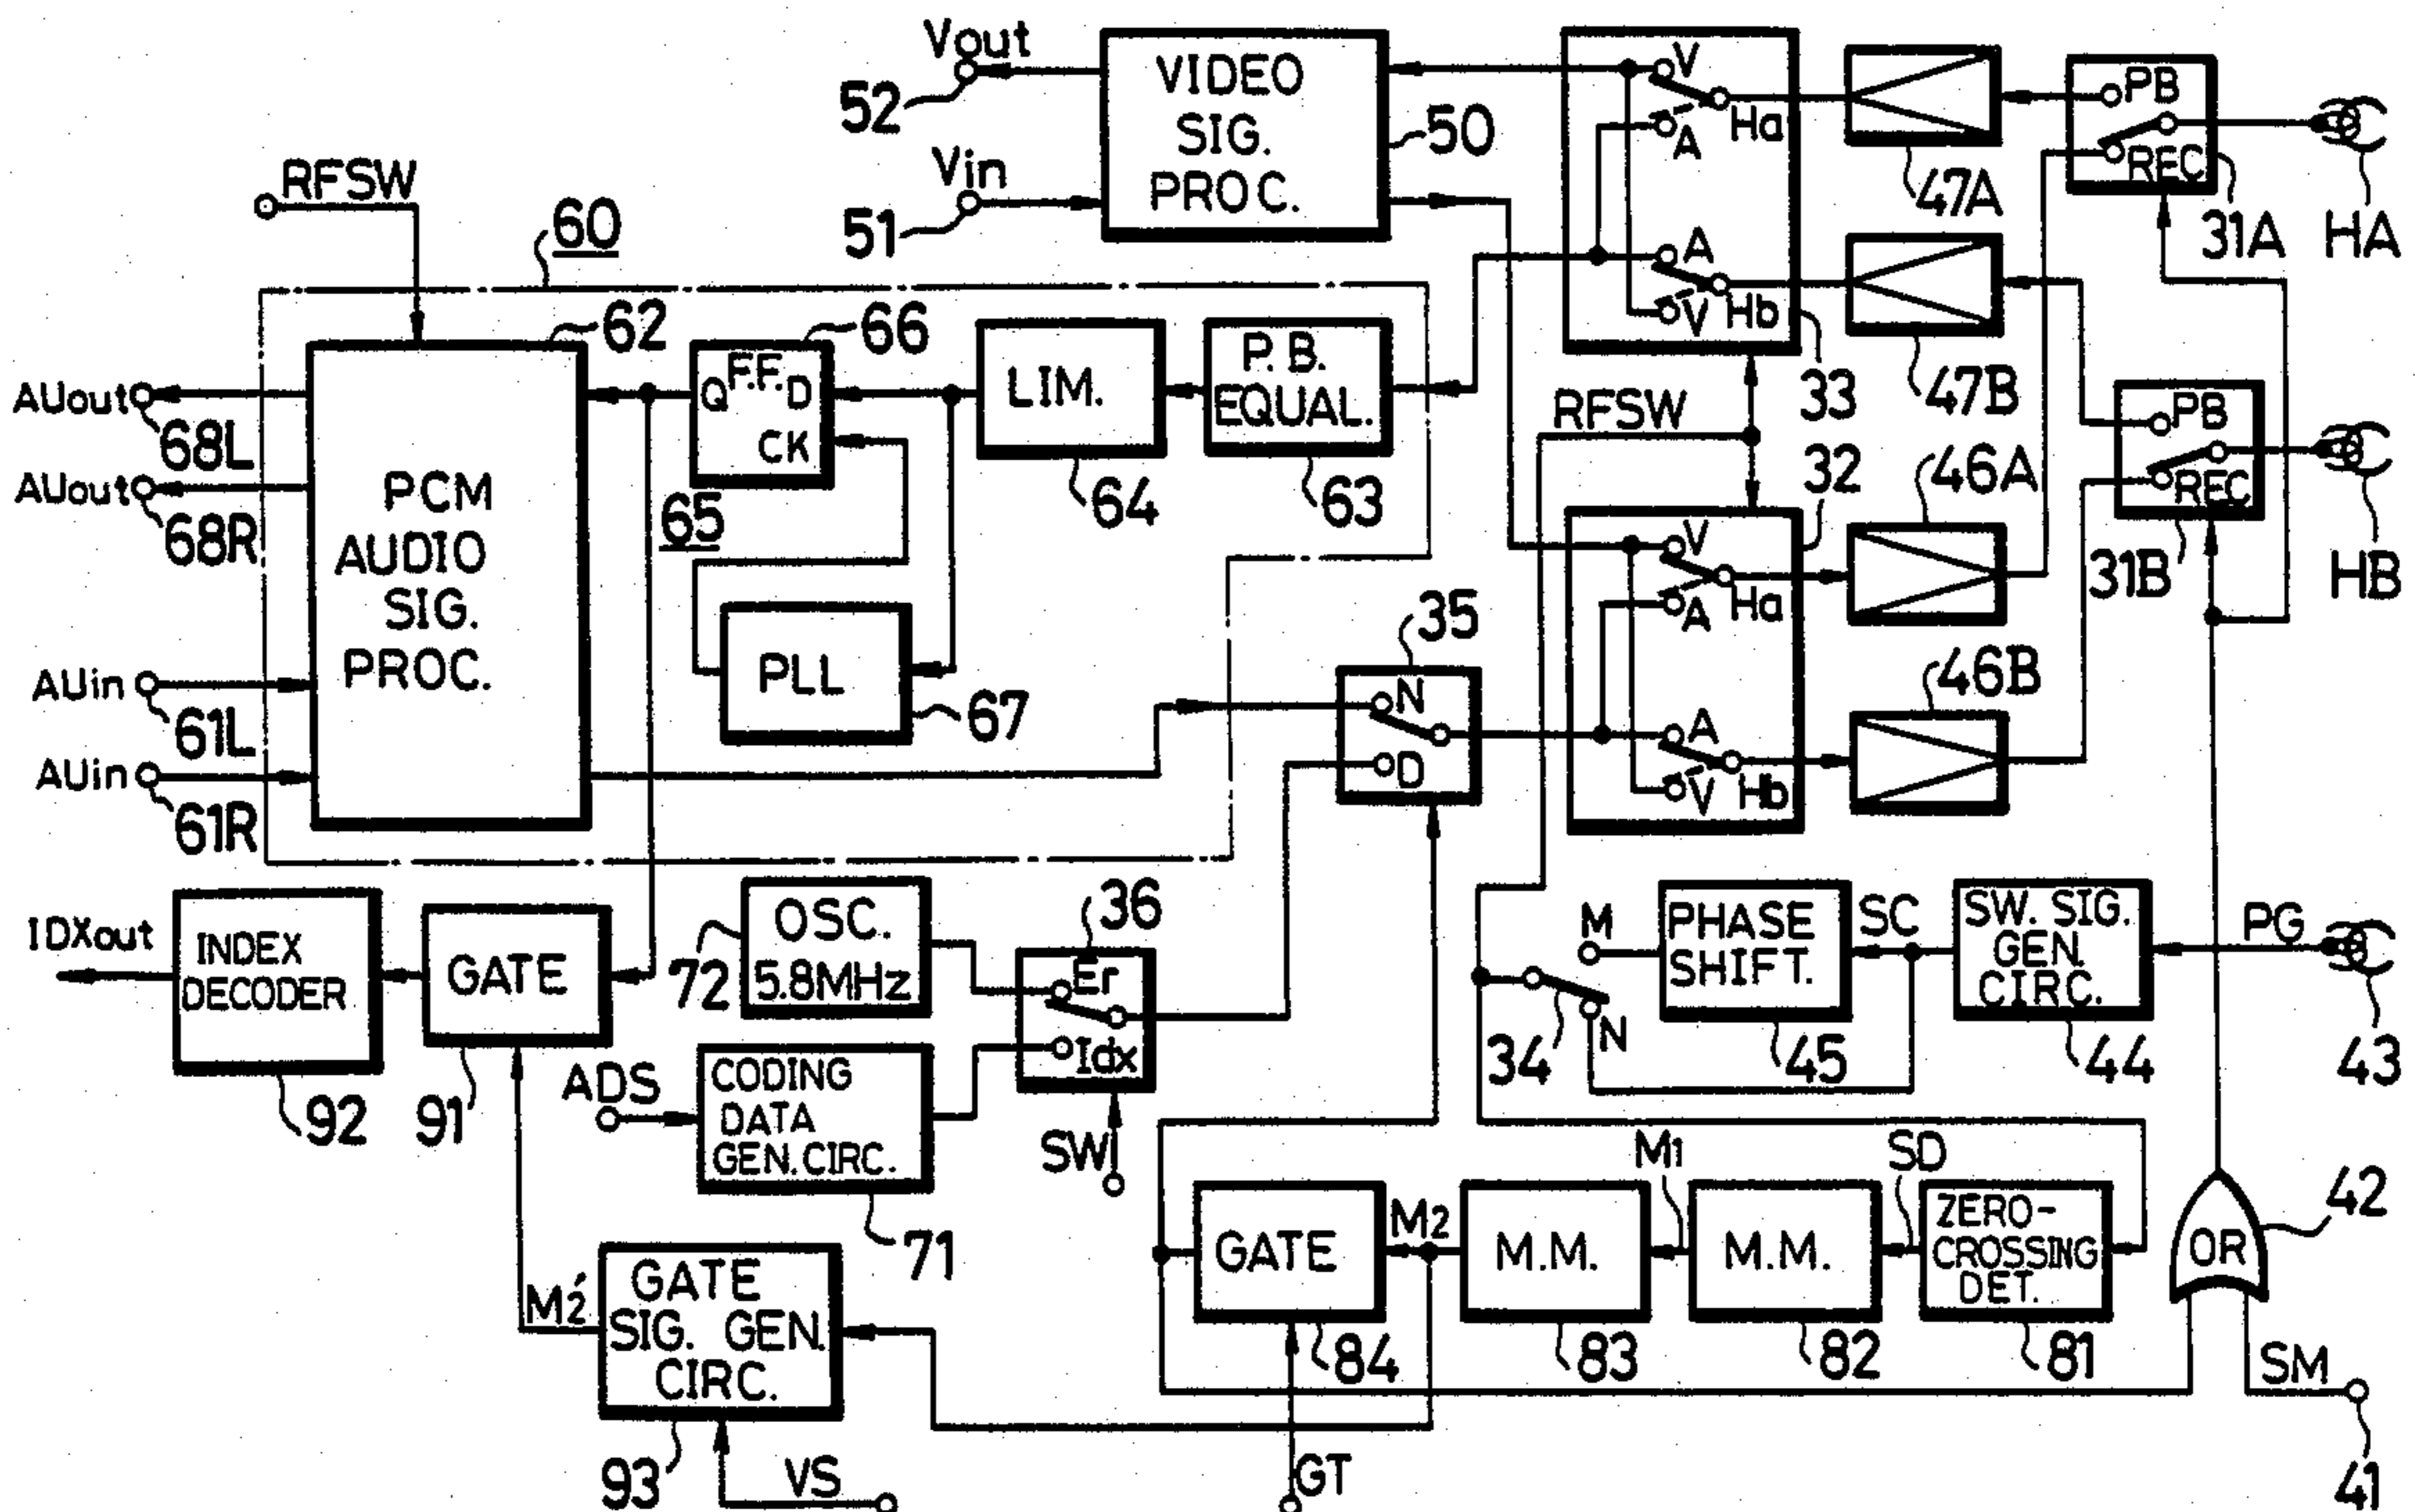 Vout
52
Vin
51
VIDEO
SIG.
PROC.
50
V
A
Ha
A
V
Hb
33
47A
47B
PB
REC
31A
HA
PB
REC
31B
HB
RFSW
60
62
PCM
AUDIO
SIG.
PROC.
66
F.F.
Q
D
CK
65
LIM.
64
P.B.
EQUAL.
63
PLL
67
AUout
68L
AUout
68R
AUin
61L
AUin
61R
RFSW
32
V
A
Ha
A
V
Hb
46A
46B
35
N
D
IDXout
INDEX
DECODER
92
GATE
91
OSC.
5.8MHz
72
36
Er
Idx
SW
ADS
CODING
DATA
GEN.CIRC.
71
M
N
34
PHASE
SHIFT.
45
SC
SW. SIG.
GEN.
CIRC.
44
PG
43
GATE
84
M2
M.M.
83
M1
M.M.
82
SD
ZERO-
CROSSING
DET.
81
OR
42
SM
41
M2'
GATE
SIG. GEN.
CIRC.
93
VS
GT